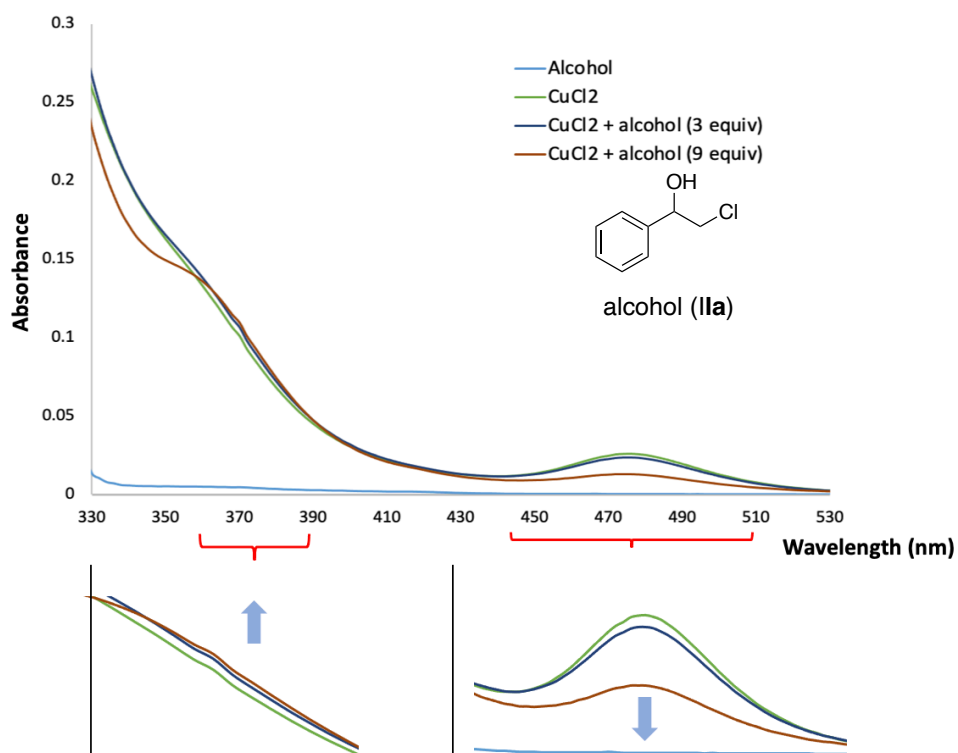 0.3
Alcohol
CuCl2
CuCl2 + alcohol (3 equiv)
CuCl2 + alcohol (9 equiv)
0.25
0.2
0.15
0.1
0.05
0
Absorbance
OH
Cl
alcohol (IIa)
330 350 370 390 410 430 450 470 490 510 530
Wavelength (nm)